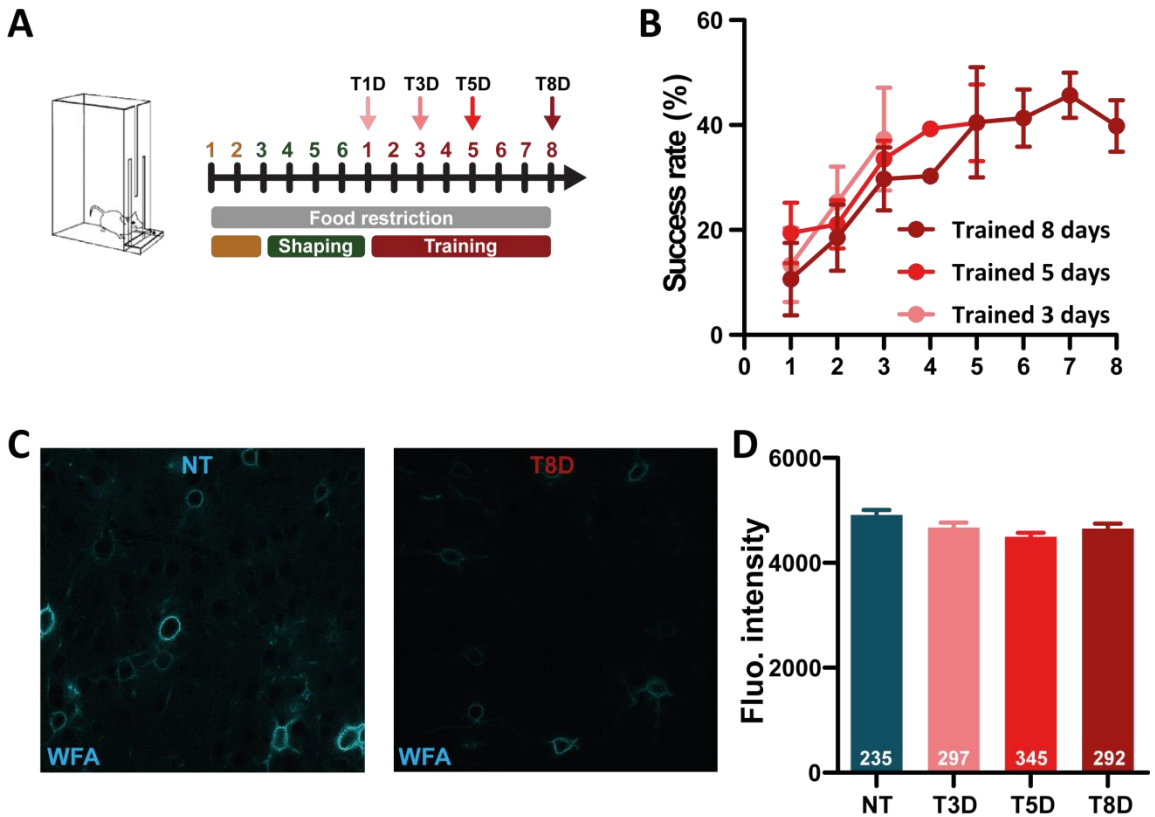 A
T1D T3D T5D T8D
1 2 3 4 5 6 1 2 3 4 5 6 7 8
Food restriction
Shaping Training
B
Success rate (%)
60
40
20
0
0 1 2 3 4 5 6 7 8
Trained 8 days
Trained 5 days
Trained 3 days
C
NT
WFA
T8D
WFA
D
Fluo. intensity
6000
4000
2000
0
235 297 345 292
NT T3D T5D T8D